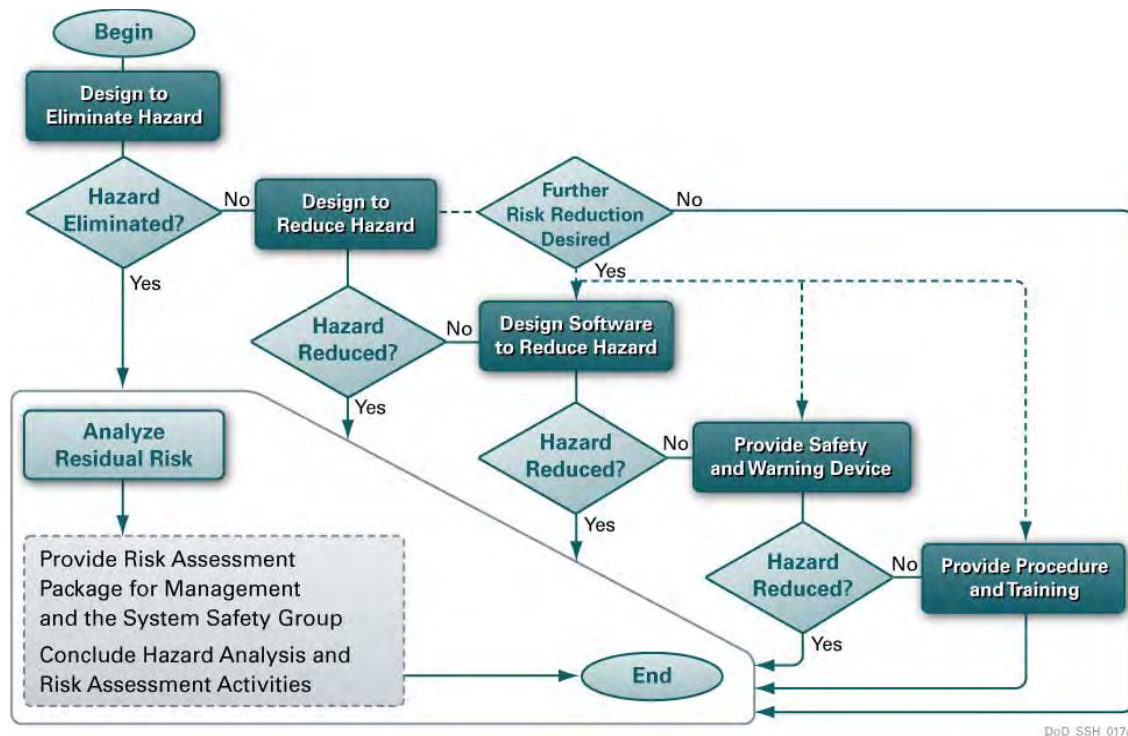 Begin
Design to
Eliminate Hazard
Hazard
Eliminated?
No
Yes
Design to
Reduce Hazard
Further
Risk Reduction
Desired
No
Yes
Hazard
Reduced?
No
Yes
Design Software
to Reduce Hazard
Hazard
Reduced?
No
Yes
Provide Safety
and Warning Device
Hazard
Reduced?
No
Yes
Provide Procedure
and Training
Analyze
Residual Risk
Provide Risk Assessment
Package for Management
and the System Safety Group
Conclude Hazard Analysis and
Risk Assessment Activities
End